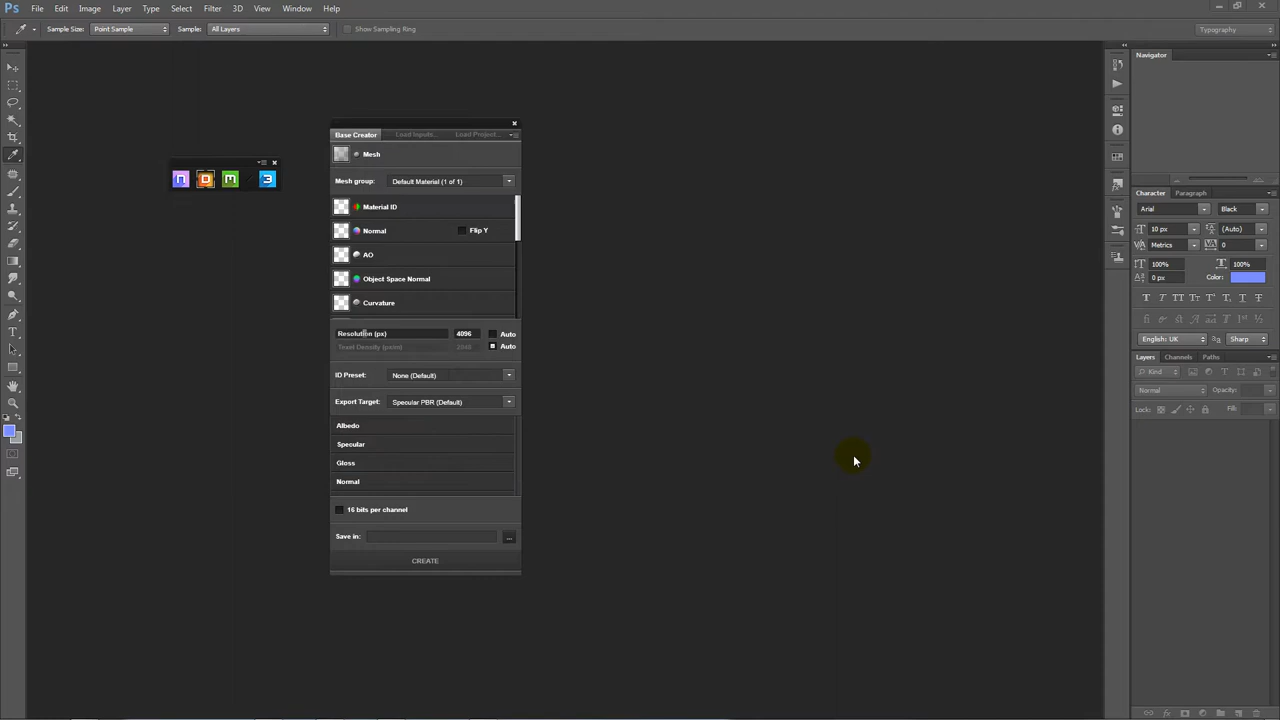 Ps File Edit Image Layer Type Select Filter 3D View Window Help
Sample Size: Point Sample Sample: All Layers Show Sampling Ring Typography
Navigator
n D M 3
Base Creator Load Inputs... Load Project...
Mesh
Mesh group: Default Material (1 of 1)
Material ID
Normal Flip Y
AO
Object Space Normal
Curvature
Resolution (px) 4096 Auto
Texel Density (px/m) 2048 Auto
ID Preset: None (Default)
Export Target: Specular PBR (Default)
Albedo
Specular
Gloss
Normal
16 bits per channel
Save in: ...
CREATE
Character Paragraph
Arial Black
10 px (Auto)
Metrics 0
100% 100%
0 px Color:
English: UK Sharp
Layers Channels Paths
Kind
Normal Opacity:
Lock: Fill: